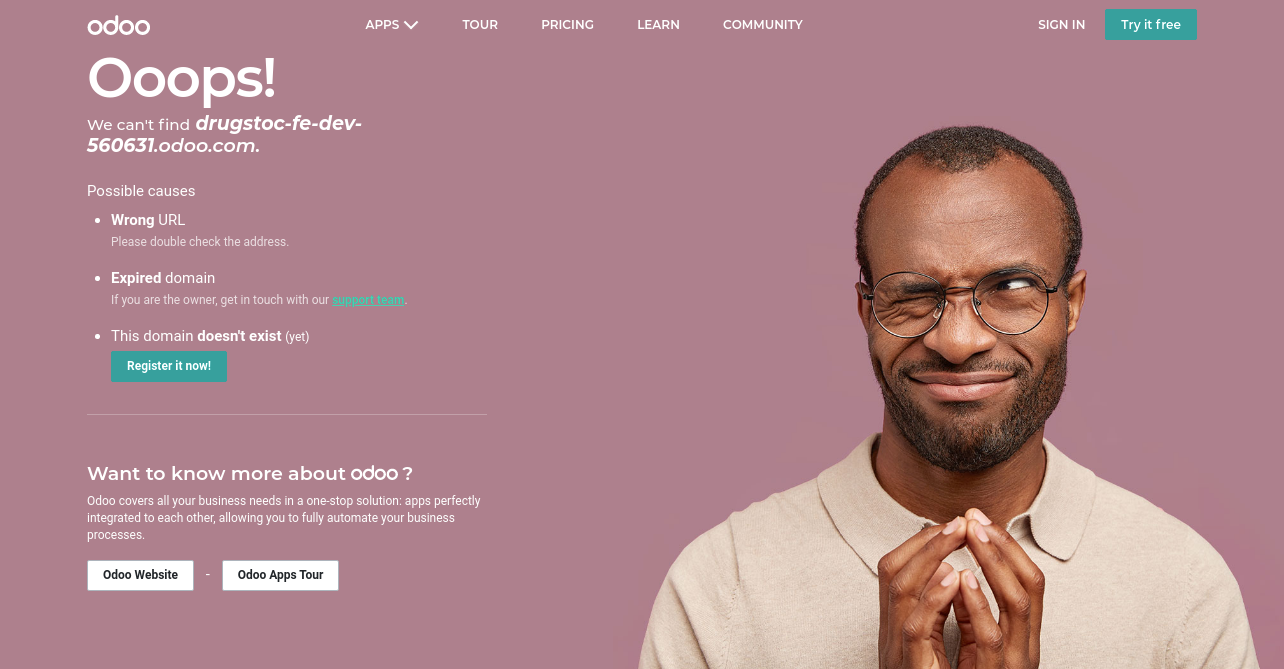 odoo APPS TOUR PRICING LEARN COMMUNITY SIGN IN Try it free
Ooops!
We can't find drugstoc-fe-dev-
560631.odoo.com.
Possible causes
Wrong URL
Please double check the address.
Expired domain
If you are the owner, get in touch with our support team.
This domain doesn't exist (yet)
Register it now!
Want to know more about odoo ?
Odoo covers all your business needs in a one-stop solution: apps perfectly
integrated to each other, allowing you to fully automate your business
processes.
Odoo Website - Odoo Apps Tour